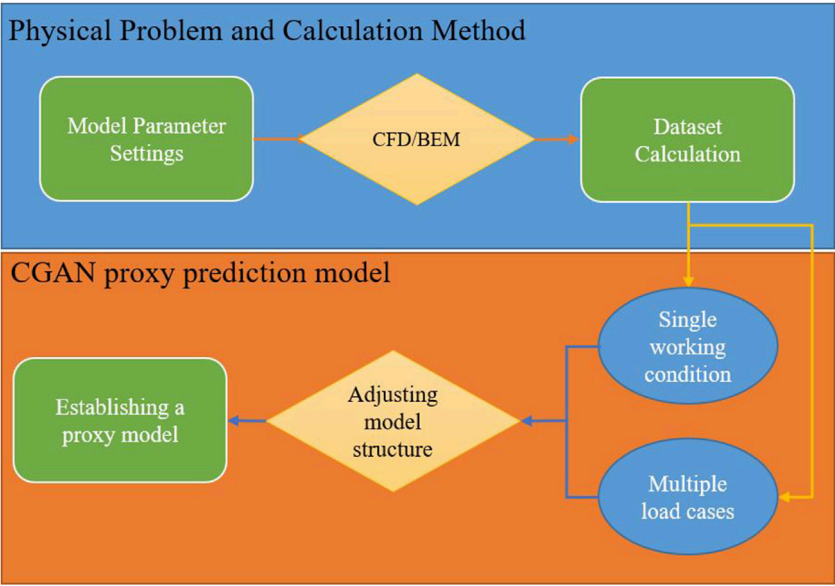 Physical Problem and Calculation Method
Model Parameter
Settings
CFD/BEM
Dataset
Calculation
CGAN proxy prediction model
Single
working
condition
Establishing a
proxy model
Adjusting
model
structure
Multiple
load cases